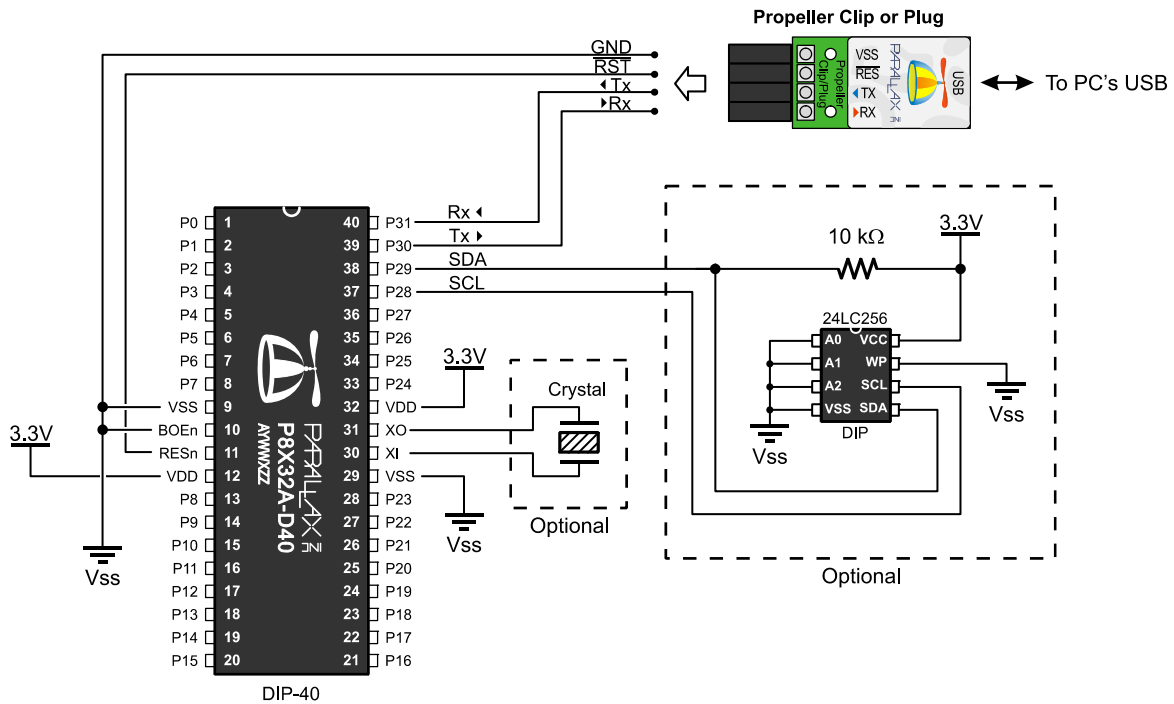 Propeller Clip or Plug
GND
RST
Tx
Rx
Propeller
Clip/Plug
VSS
RES
TX
RX
PARALLAX INC
USB
To PC's USB
P0 1
P1 2
P2 3
P3 4
P4 5
P5 6
P6 7
P7 8
VSS 9
BOEn 10
RESn 11
VDD 12
P8 13
P9 14
P10 15
P11 16
P12 17
P13 18
P14 19
P15 20
3.3V
Vss
PARALLAX INC
P8X32A-D40
AYWWXZZ
40 P31
39 P30
38 P29
37 P28
36 P27
35 P26
34 P25
33 P24
32 VDD
31 XO
30 XI
29 VSS
28 P23
27 P22
26 P21
25 P20
24 P19
23 P18
22 P17
21 P16
DIP-40
Rx
Tx
SDA
SCL
3.3V
Vss
Crystal
Optional
10 kΩ
3.3V
24LC256
A0 VCC
A1 WP
A2 SCL
VSS SDA
DIP
Vss
Vss
Optional